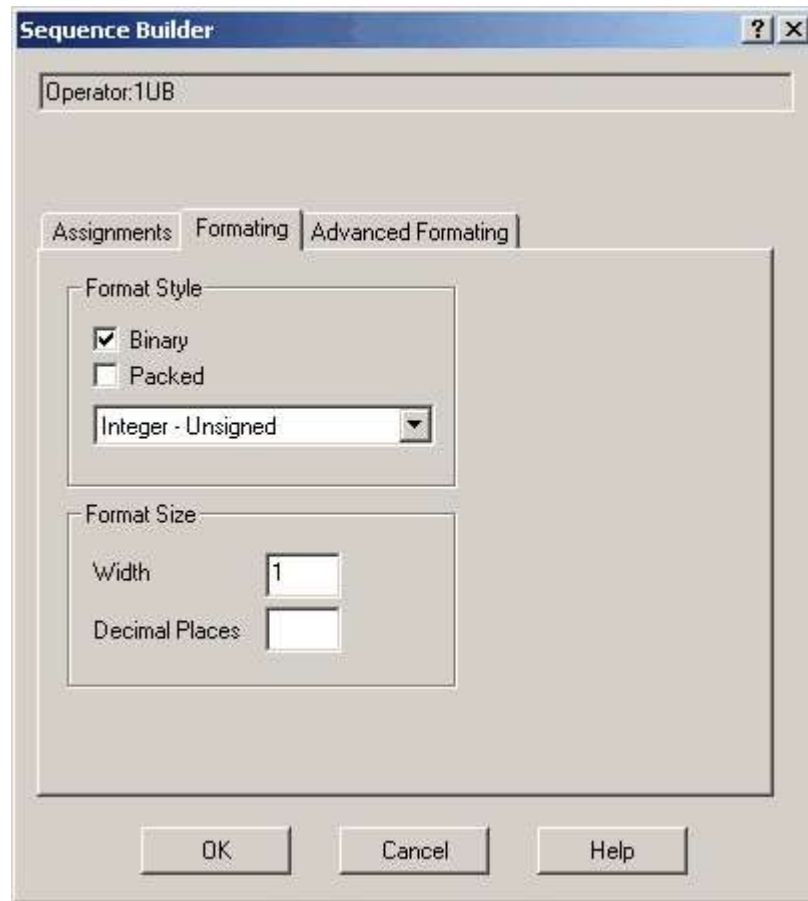 Sequence Builder
Operator:1UB
Assignments Formating Advanced Formating
Format Style
Binary
Packed
Integer - Unsigned
Format Size
Width 1
Decimal Places
OK Cancel Help